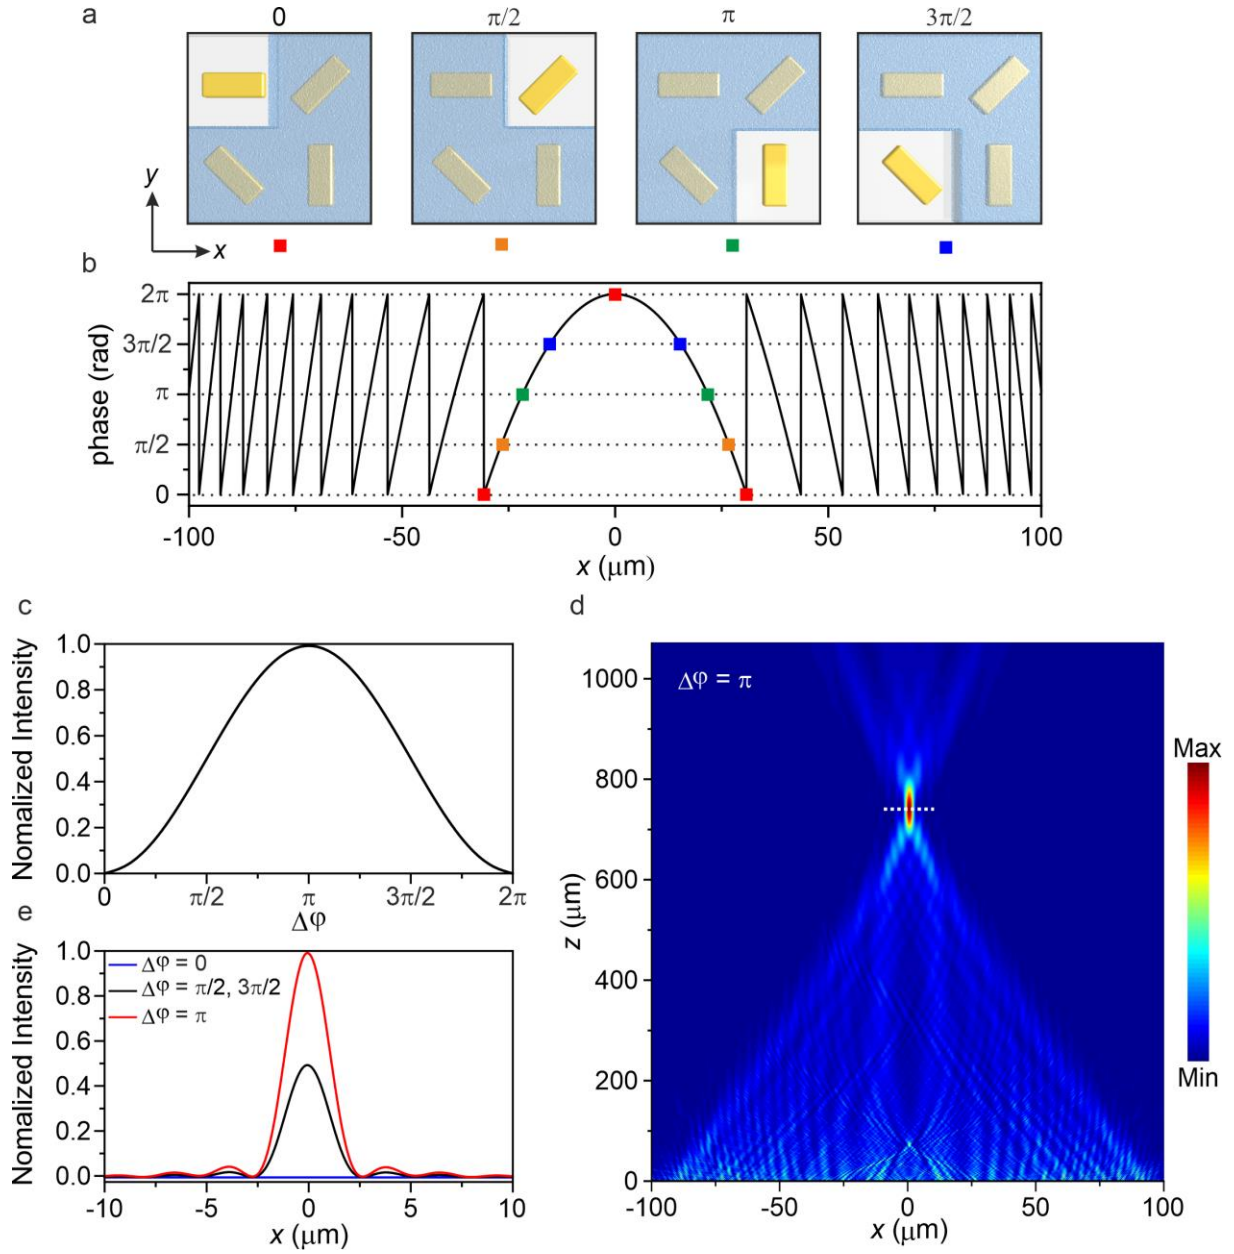 a
0 π/2 π 3π/2
y
x
b
2π
3π/2
π
π/2
0
phase (rad)
-100 -50 0 50 100
x (μm)
c
1.0
0.8
0.6
0.4
0.2
0.0
Nomalized Intensity
0 π/2 π 3π/2 2π
Δφ
d
Δφ = π
1000
800
600
400
200
0
z (μm)
-100 -50 0 50 100
x (μm)
Max
Min
e
1.0
0.8
0.6
0.4
0.2
0.0
Nomalized Intensity
Δφ = 0
Δφ = π/2, 3π/2
Δφ = π
-10 -5 0 5 10
x (μm)